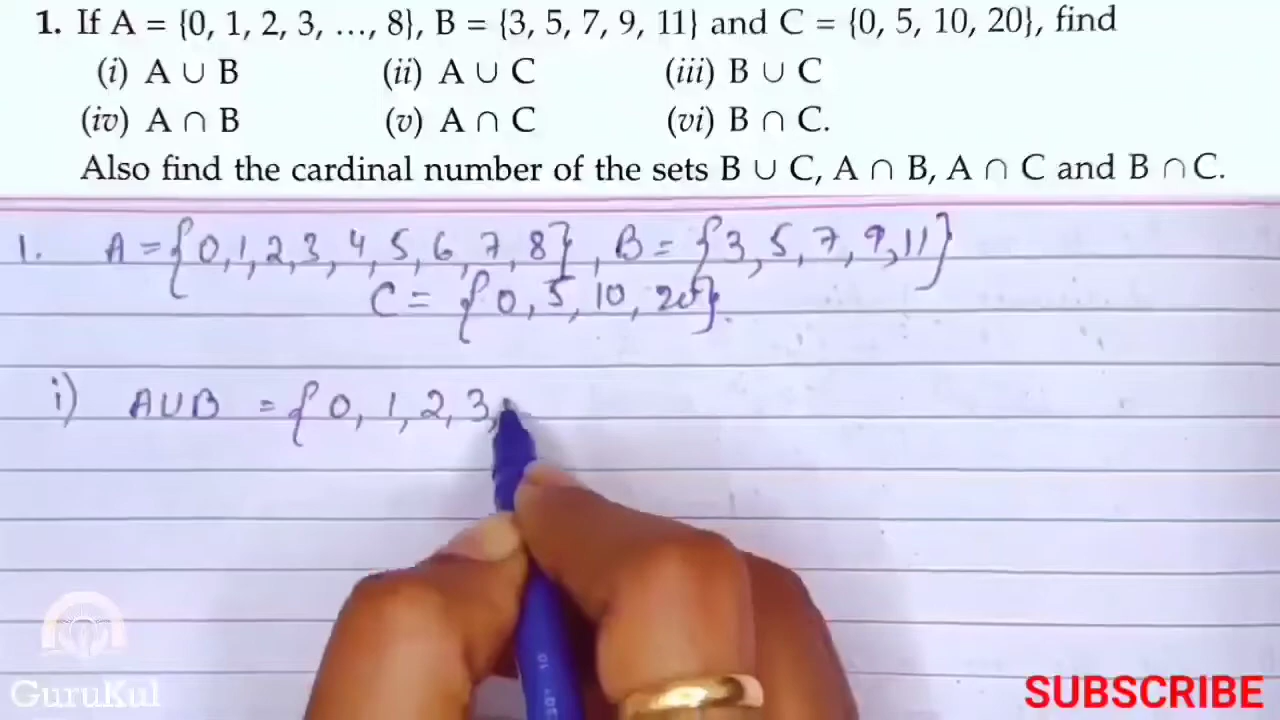 1. If A = {0, 1, 2, 3, ..., 8}, B = {3, 5, 7, 9, 11} and C = {0, 5, 10, 20}, find
(i) A ∪ B (ii) A ∪ C (iii) B ∪ C
(iv) A ∩ B (v) A ∩ C (vi) B ∩ C.
Also find the cardinal number of the sets B ∪ C, A ∩ B, A ∩ C and B ∩ C.
1. A = {0, 1, 2, 3, 4, 5, 6, 7, 8}, B = {3, 5, 7, 9, 11}
C = {0, 5, 10, 20}.
i) A∪B = {0, 1, 2, 3,
GuruKul
SUBSCRIBE